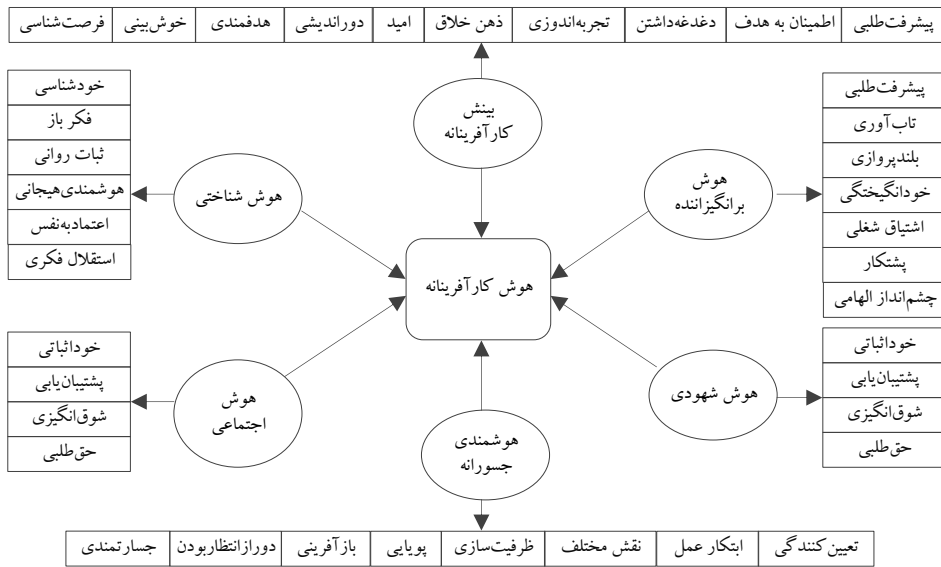 پیشرفت‌طلبی
اطمینان به هدف
دغدغه‌داشتن
تجربه‌اندوزی
ذهن خلاق
امید
دوراندیشی
هدفمندی
خوش‌بینی
فرصت‌شناسی
بینش
کارآفرینانه
پیشرفت‌طلبی
تاب‌آوری
بلندپروازی
خودانگیختگی
اشتیاق شغلی
پشتکار
چشم‌انداز الهامی
هوش
برانگیزاننده
هوش شناختی
خودشناسی
فکر باز
ثبات روانی
هوشمندی‌هیجانی
اعتمادبه‌نفس
استقلال فکری
هوش کارآفرینانه
خوداثباتی
پشتیبان‌یابی
شوق‌انگیزی
حق‌طلبی
هوش شهودی
هوشمندی
جسورانه
هوش
اجتماعی
خوداثباتی
پشتیبان‌یابی
شوق‌انگیزی
حق‌طلبی
تعیین‌کنندگی
ابتکار عمل
نقش مختلف
ظرفیت‌سازی
پویایی
بازآفرینی
دورازانتظاربودن
جسارتمندی